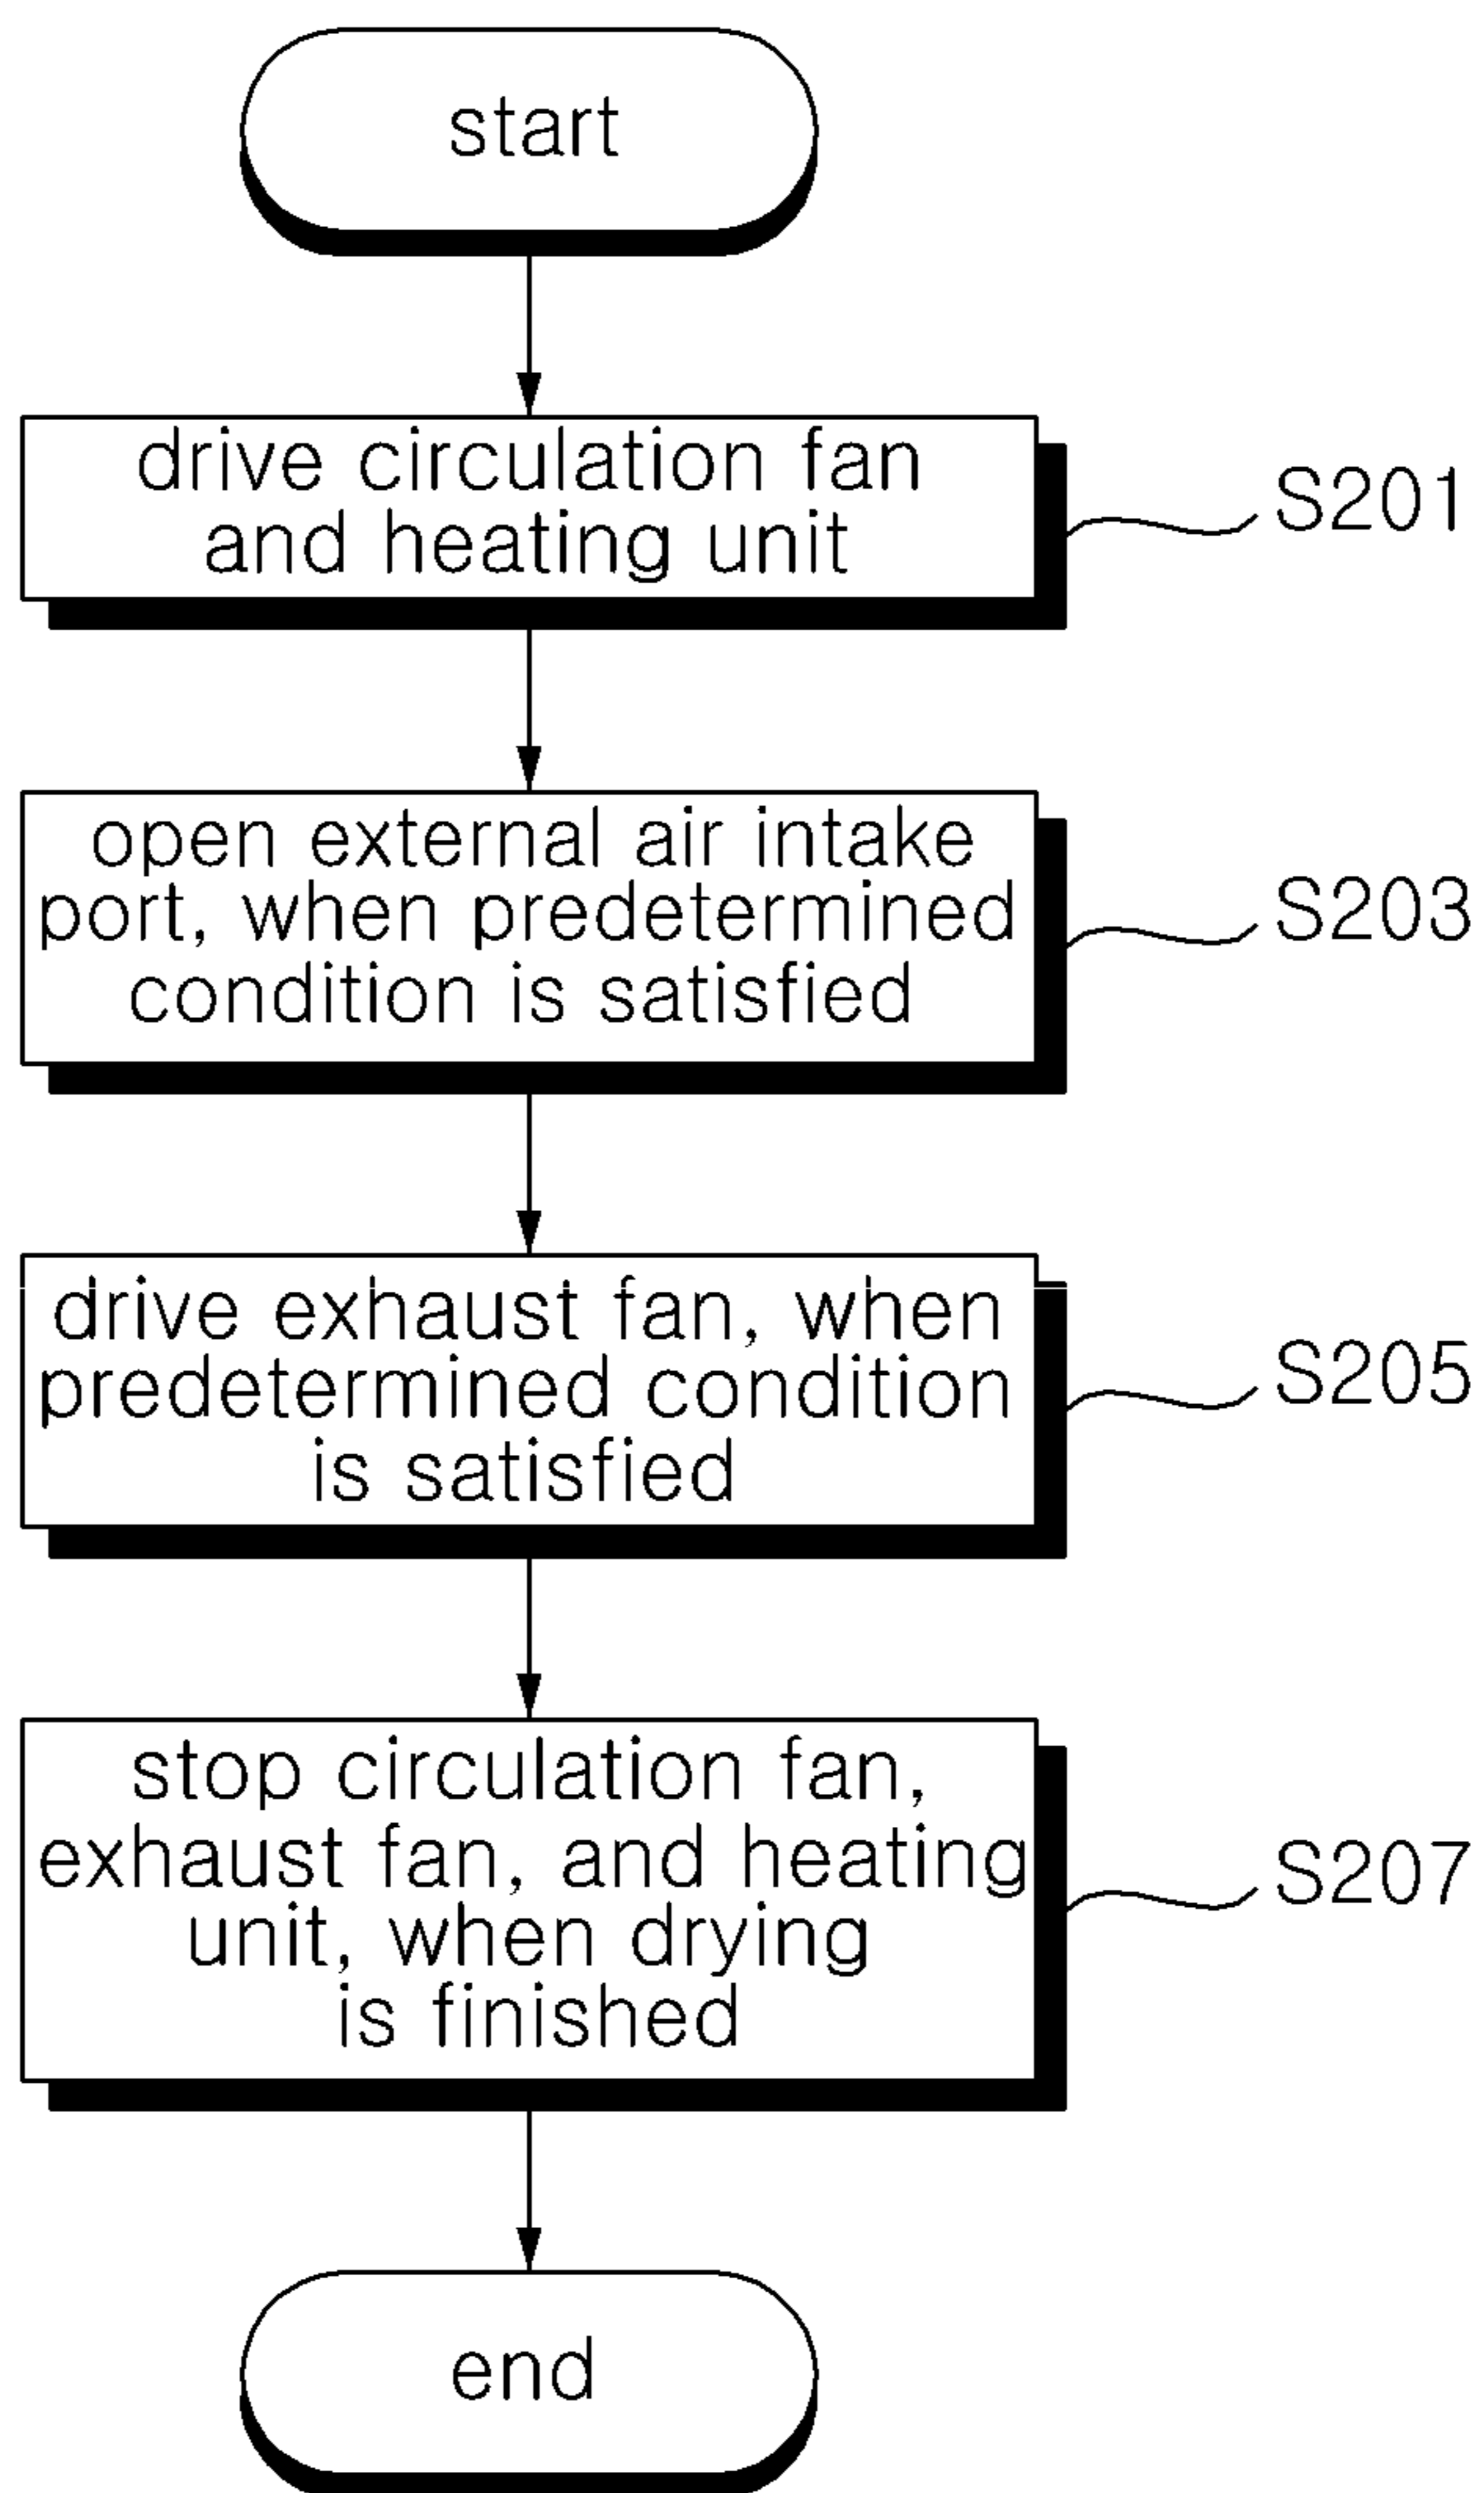 start
drive circulation fan
and heating unit
S201
open external air intake
port, when predetermined
condition is satisfied
S203
drive exhaust fan, when
predetermined condition
is satisfied
S205
stop circulation fan,
exhaust fan, and heating
unit, when drying
is finished
S207
end